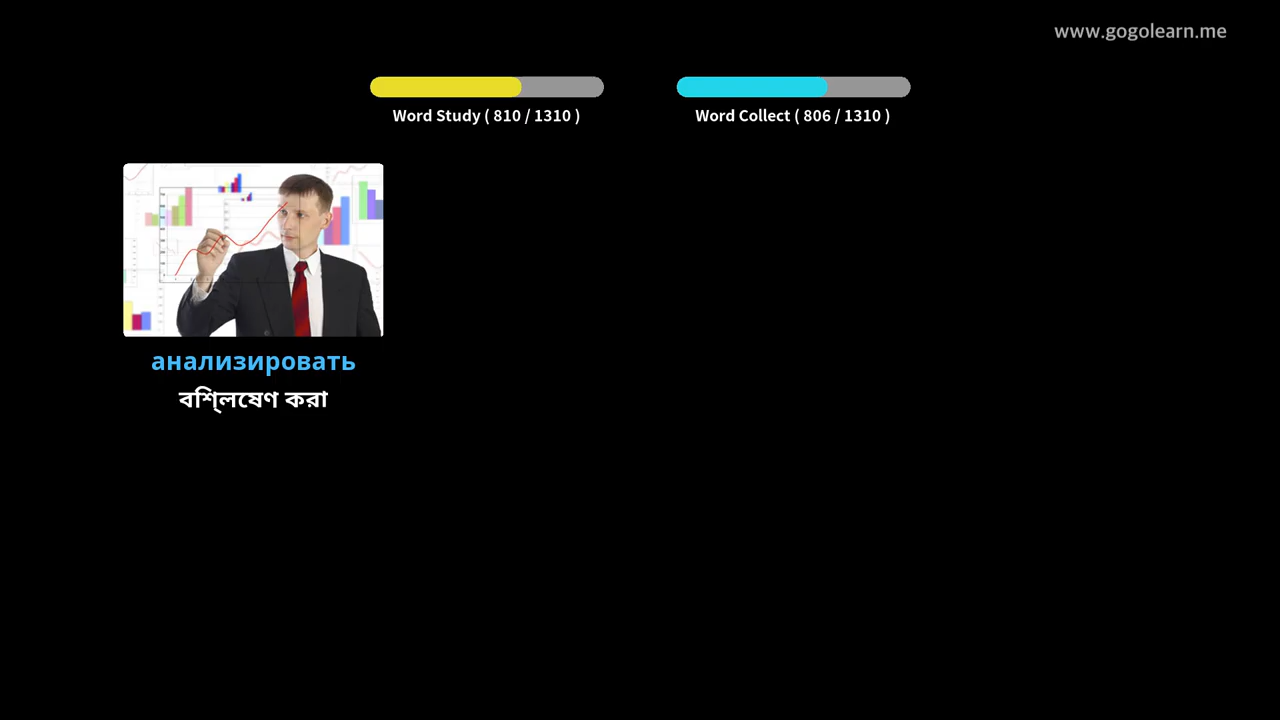 www.gogolearn.me
Word Study ( 810 / 1310 )
Word Collect ( 806 / 1310 )
анализировать
বিশ্লেষণ করা